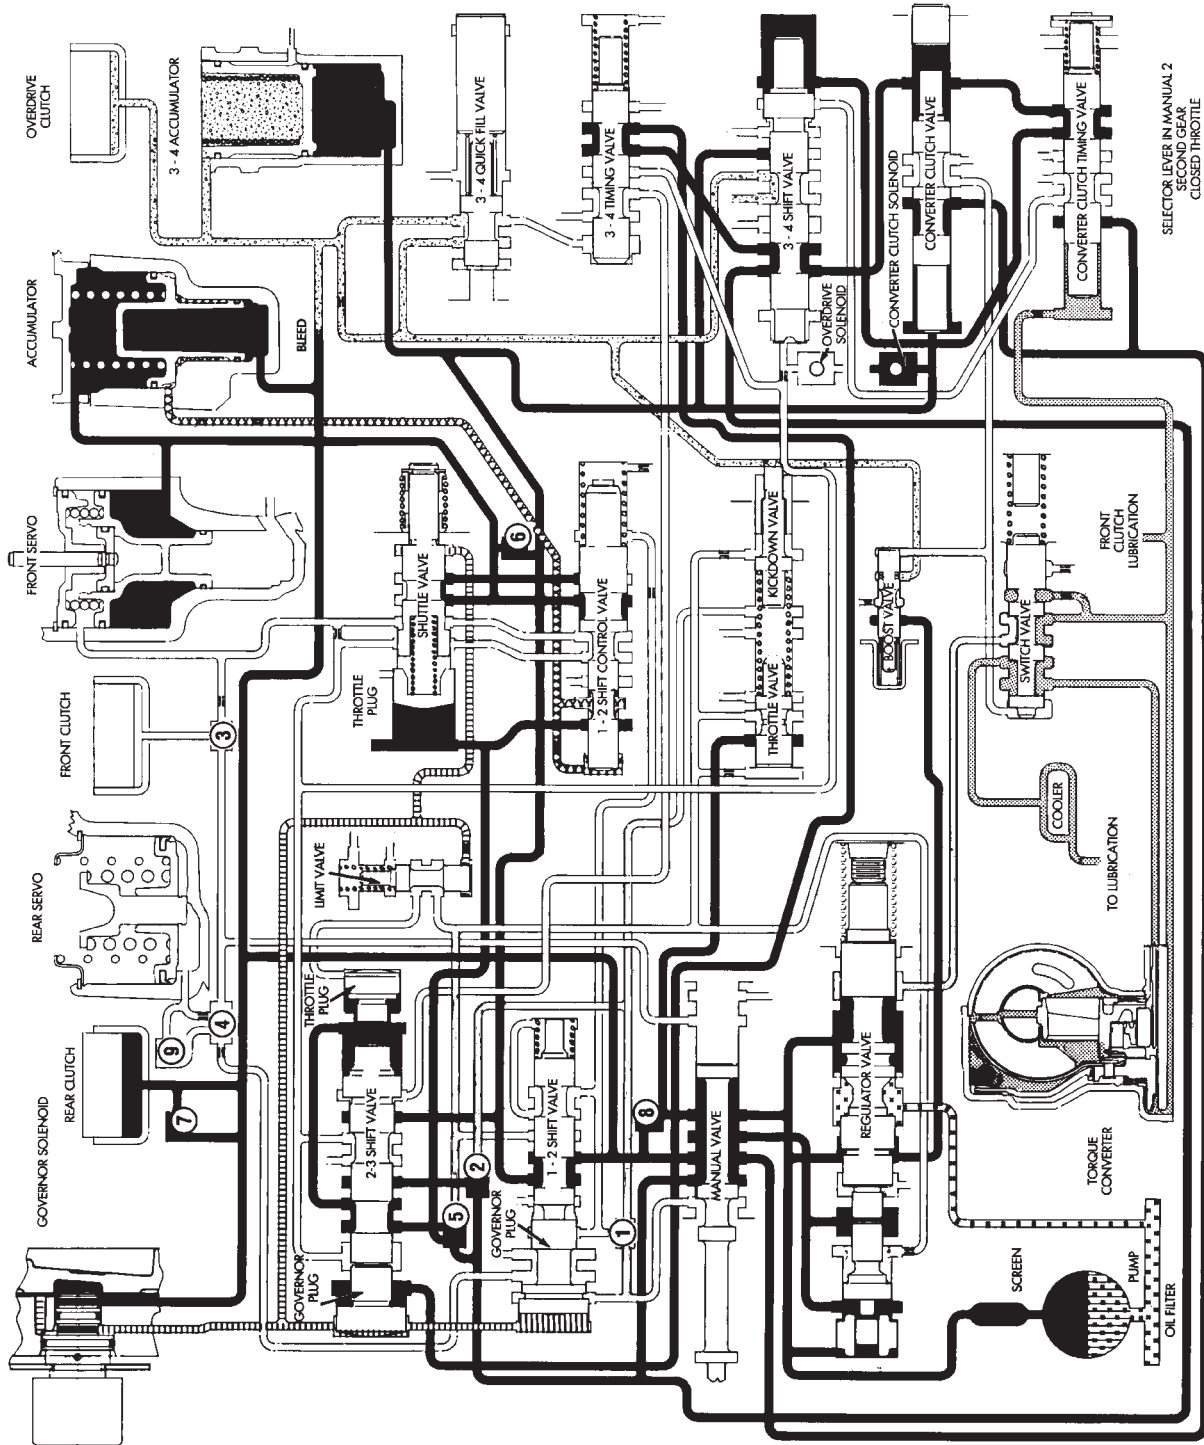 OVERDRIVE
CLUTCH
3 - 4 ACCUMULATOR
3 - 4 QUICK FILL VALVE
3 - 4 TIMING VALVE
3 - 4 SHIFT VALVE
CONVERTER CLUTCH VALVE
CONVERTER CLUTCH TIMING VALVE
SELECTOR LEVER IN MANUAL 2
SECOND GEAR
CLOSED THROTTLE
ACCUMULATOR
BLEED
OVERDRIVE
SOLENOID
CONVERTER CLUTCH SOLENOID
FRONT SERVO
SHUTTLE VALVE
6
1 - 2 SHIFT CONTROL VALVE
KICKDOWN VALVE
THROTTLE VALVE
BOOST VALVE
SWITCH VALVE
FRONT
CLUTCH
LUBRICATION
FRONT CLUTCH
3
THROTTLE
PLUG
COOLER
TO LUBRICATION
REAR SERVO
LIMIT VALVE
4
9
THROTTLE
PLUG
REAR CLUTCH
7
2-3 SHIFT VALVE
2
5
1 - 2 SHIFT VALVE
8
MANUAL VALVE
REGULATOR VALVE
TORQUE
CONVERTER
GOVERNOR SOLENOID
GOVERNOR
PLUG
GOVERNOR
PLUG
1
SCREEN
PUMP
OIL FILTER